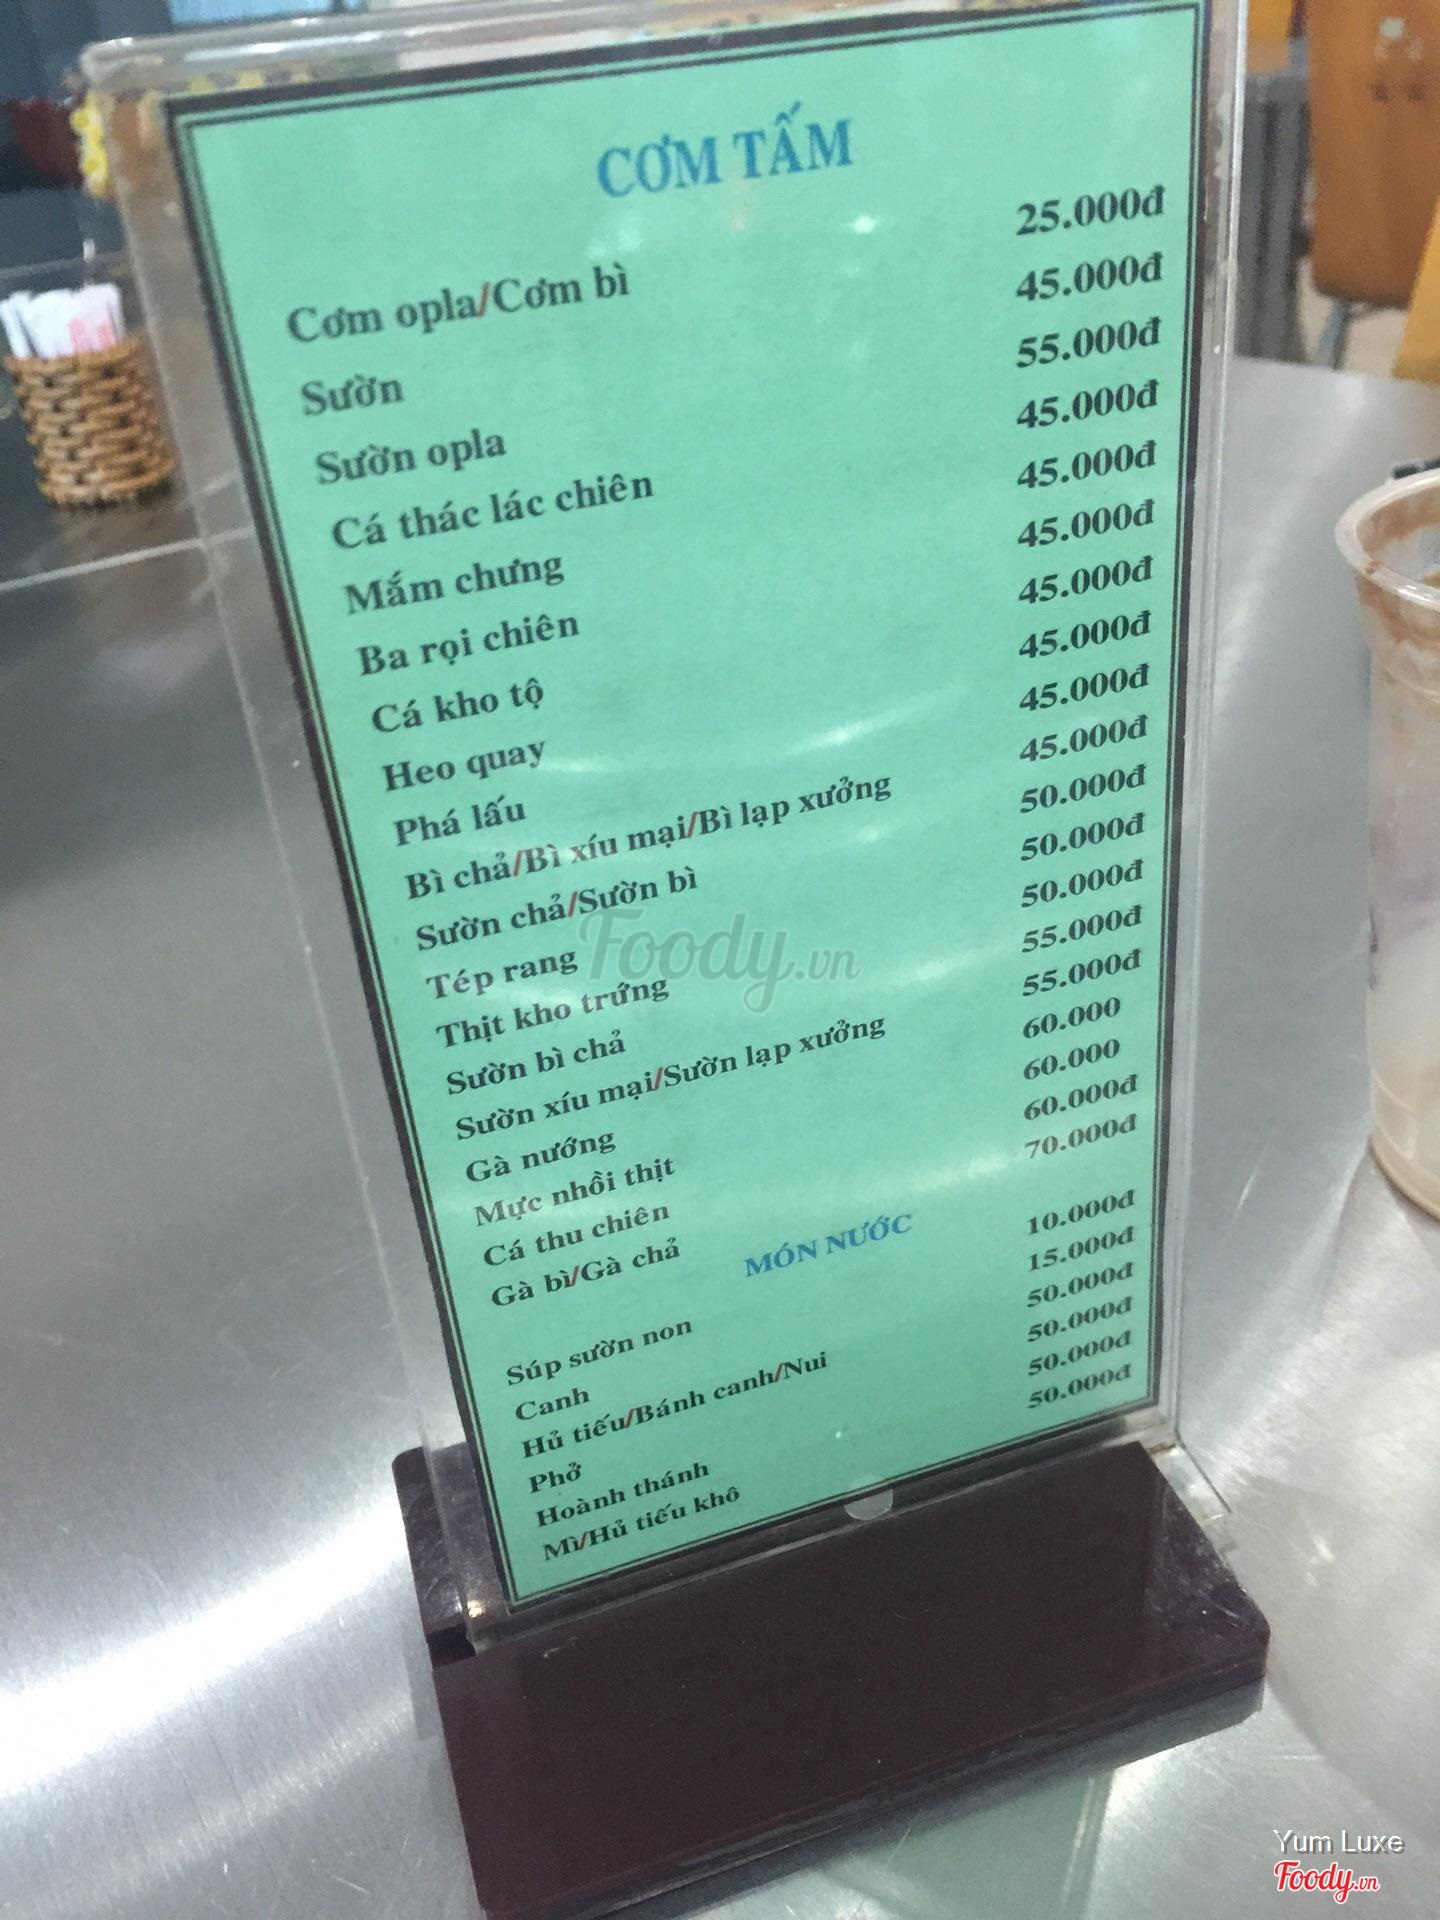 CƠM TẤM
Cơm opla/Cơm bì 25.000đ
Sườn 45.000đ
Sườn opla 55.000đ
Cá thác lác chiên 45.000đ
Mắm chưng 45.000đ
Ba rọi chiên 45.000đ
Cá kho tộ 45.000đ
Heo quay 45.000đ
Phá lấu 45.000đ
Bì chả/Bì xíu mại/Bì lạp xưởng 45.000đ
Sườn chả/Sườn bì 50.000đ
Tép rang 50.000đ
Thịt kho trứng 50.000đ
Sườn bì chả 55.000đ
Sườn xíu mại/Sườn lạp xưởng 55.000đ
Gà nướng 60.000
Mực nhồi thịt 60.000
Cá thu chiên 60.000đ
Gà bì/Gà chả 70.000đ
MÓN NƯỚC
Súp sườn non 10.000đ
Canh 15.000đ
Hủ tiếu/Bánh canh/Nui 50.000đ
Phở 50.000đ
Hoành thánh 50.000đ
Mì/Hủ tiếu khô 50.000đ
Foody.vn
Yum Luxe
Foody.vn